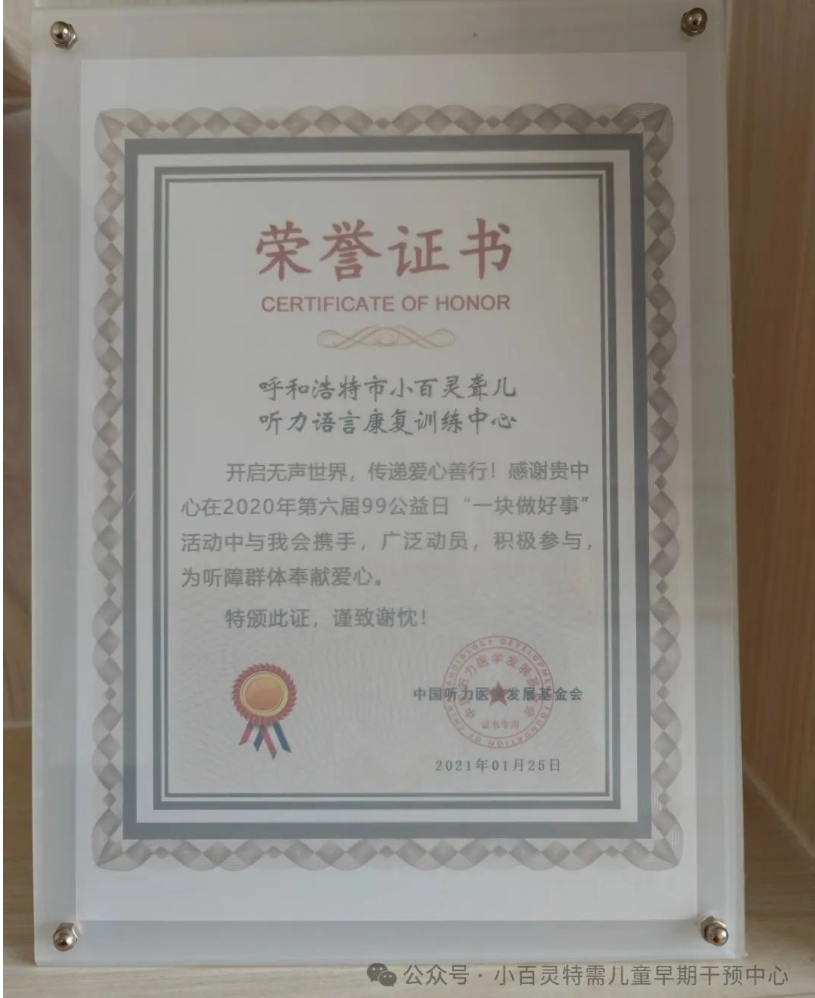 荣誉证书
CERTIFICATE OF HONOR
呼和浩特市小百灵聋儿
听力语言康复训练中心
开启无声世界，传递爱心善行！感谢贵中
心在2020年第六届99公益日“一块做好事”
活动中与我会携手，广泛动员，积极参与，
为听障群体奉献爱心。
特颁此证，谨致谢忱！
中国听力医学发展基金会
证书专用
2021年01月25日
公众号·小百灵特需儿童早期干预中心